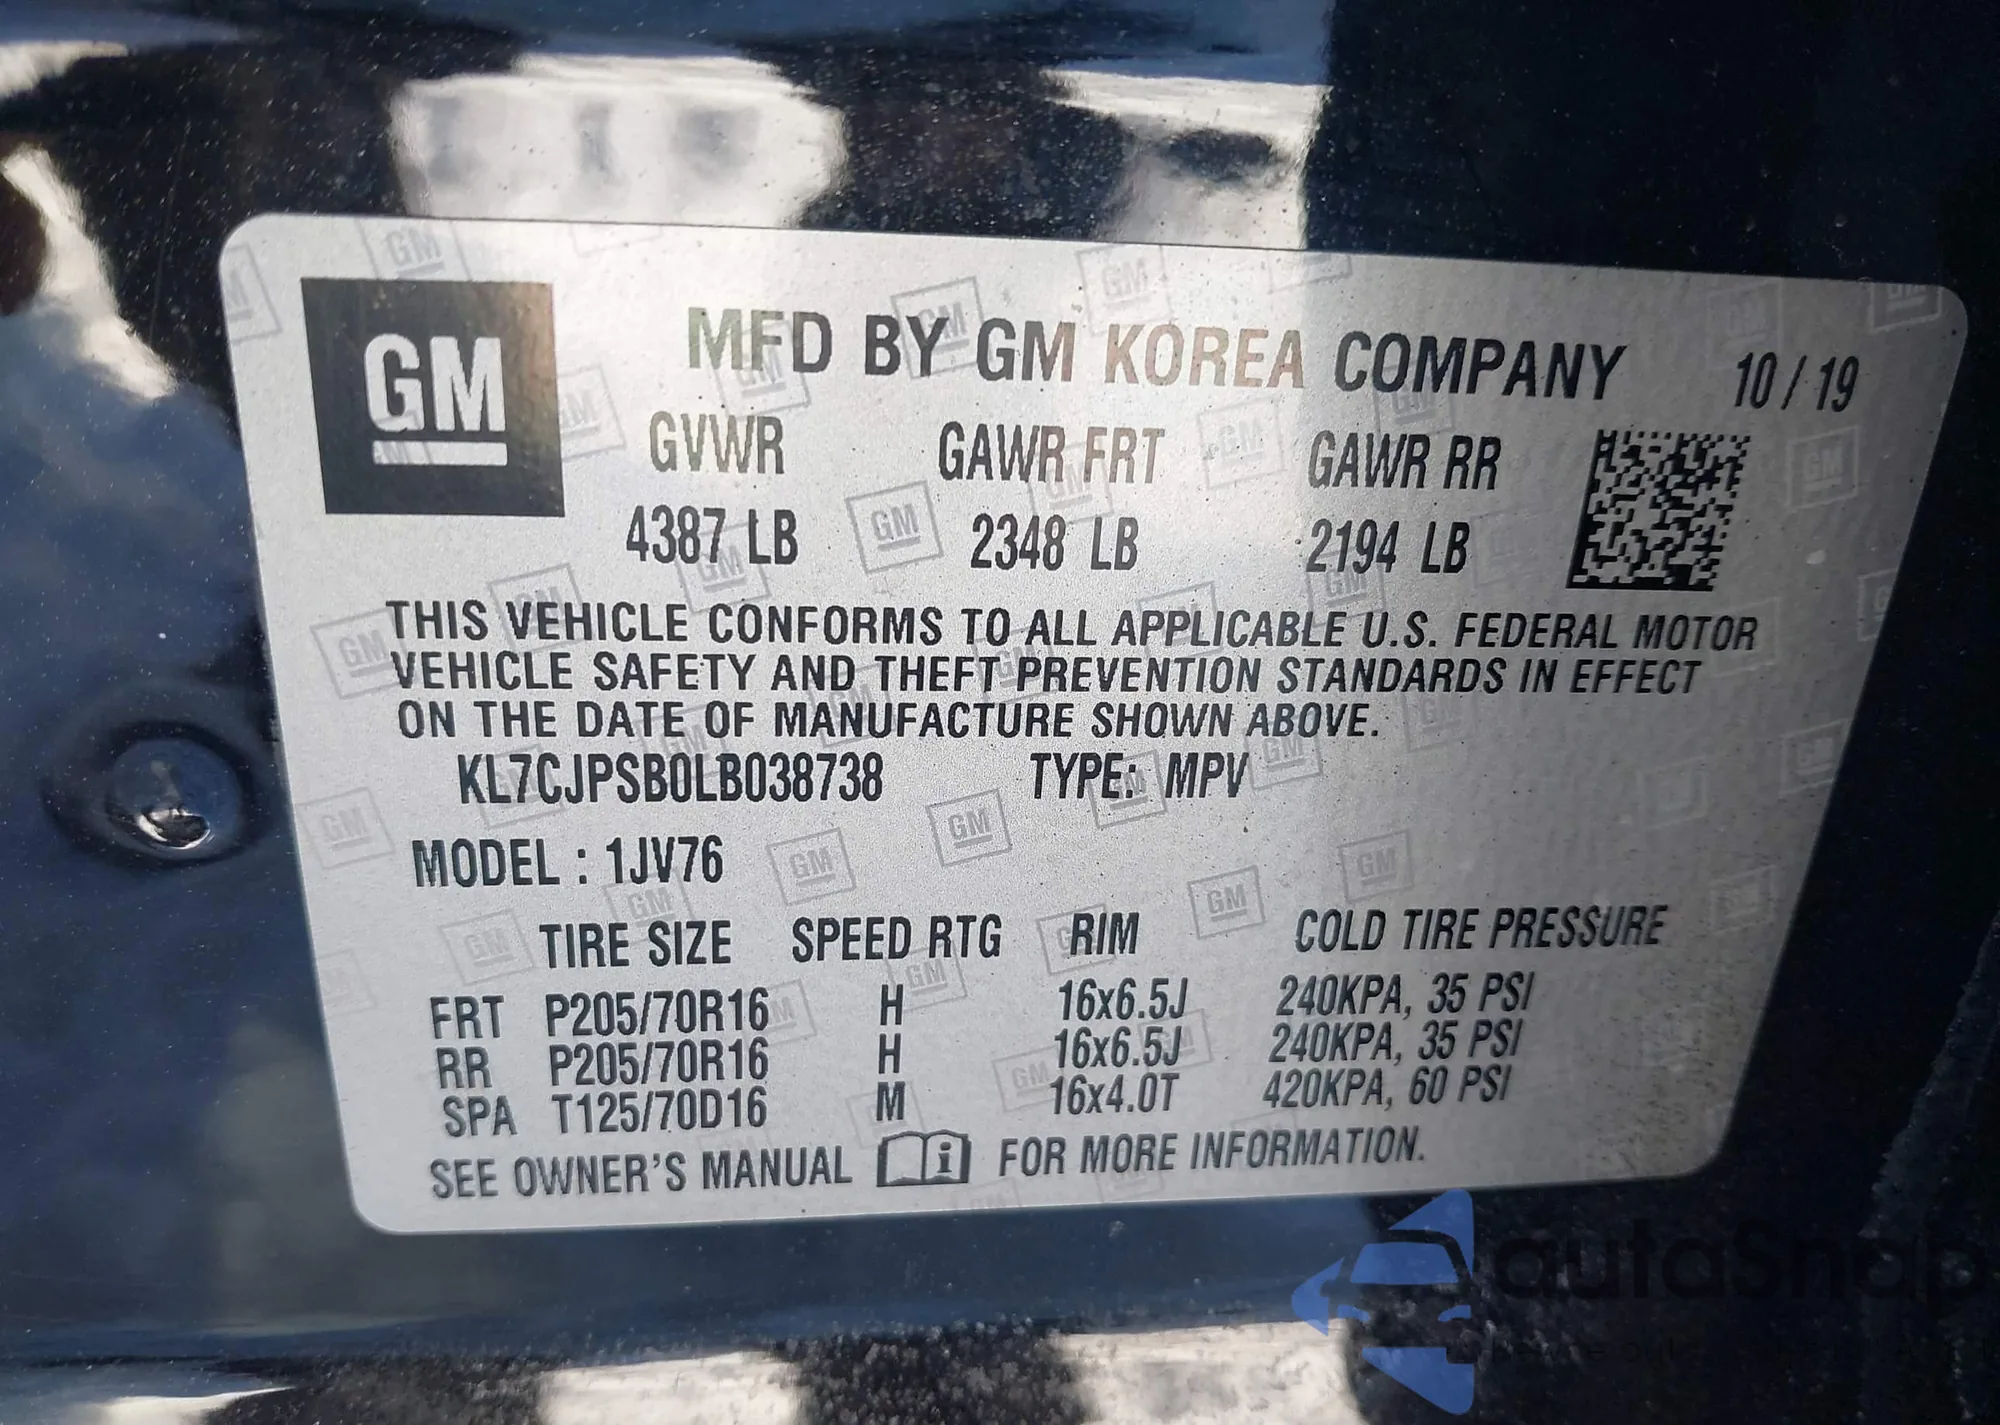 GM
MFD BY GM KOREA COMPANY 10 / 19
GVWR GAWR FRT GAWR RR
4387 LB 2348 LB 2194 LB
THIS VEHICLE CONFORMS TO ALL APPLICABLE U.S. FEDERAL MOTOR
VEHICLE SAFETY AND THEFT PREVENTION STANDARDS IN EFFECT
ON THE DATE OF MANUFACTURE SHOWN ABOVE.
KL7CJPSB0LB038738 TYPE: MPV
MODEL : 1JV76
TIRE SIZE SPEED RTG RIM COLD TIRE PRESSURE
FRT P205/70R16 H 16x6.5J 240KPA, 35 PSI
RR P205/70R16 H 16x6.5J 240KPA, 35 PSI
SPA T125/70D16 M 16x4.0T 420KPA, 60 PSI
SEE OWNER'S MANUAL i FOR MORE INFORMATION.
autoSnap